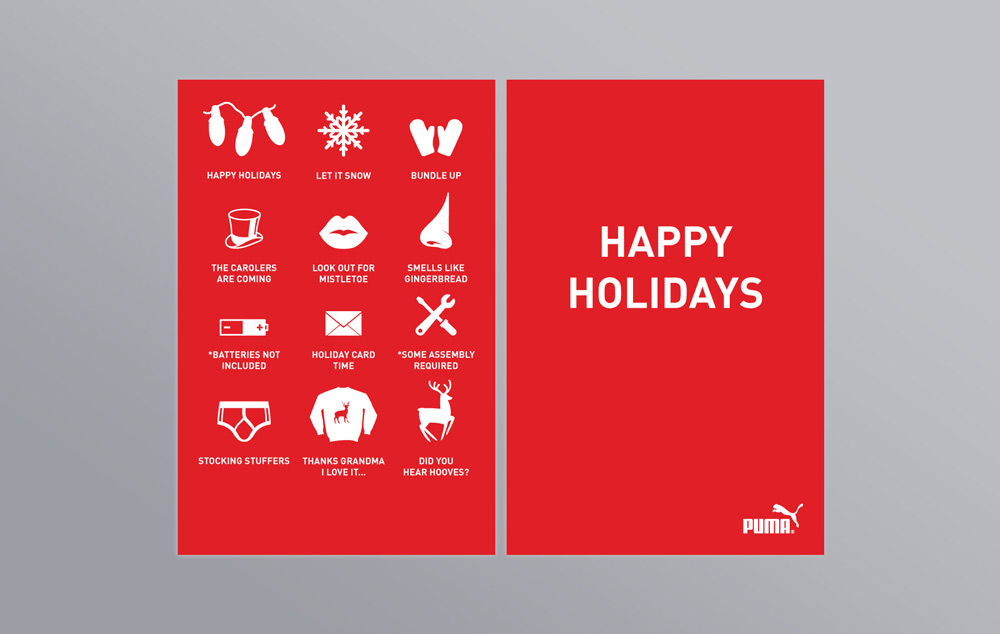 HAPPY HOLIDAYS
LET IT SNOW
BUNDLE UP
THE CAROLERS
ARE COMING
LOOK OUT FOR
MISTLETOE
SMELLS LIKE
GINGERBREAD
*BATTERIES NOT
INCLUDED
HOLIDAY CARD
TIME
*SOME ASSEMBLY
REQUIRED
STOCKING STUFFERS
THANKS GRANDMA
I LOVE IT...
DID YOU
HEAR HOOVES?
HAPPY
HOLIDAYS
PUMA®